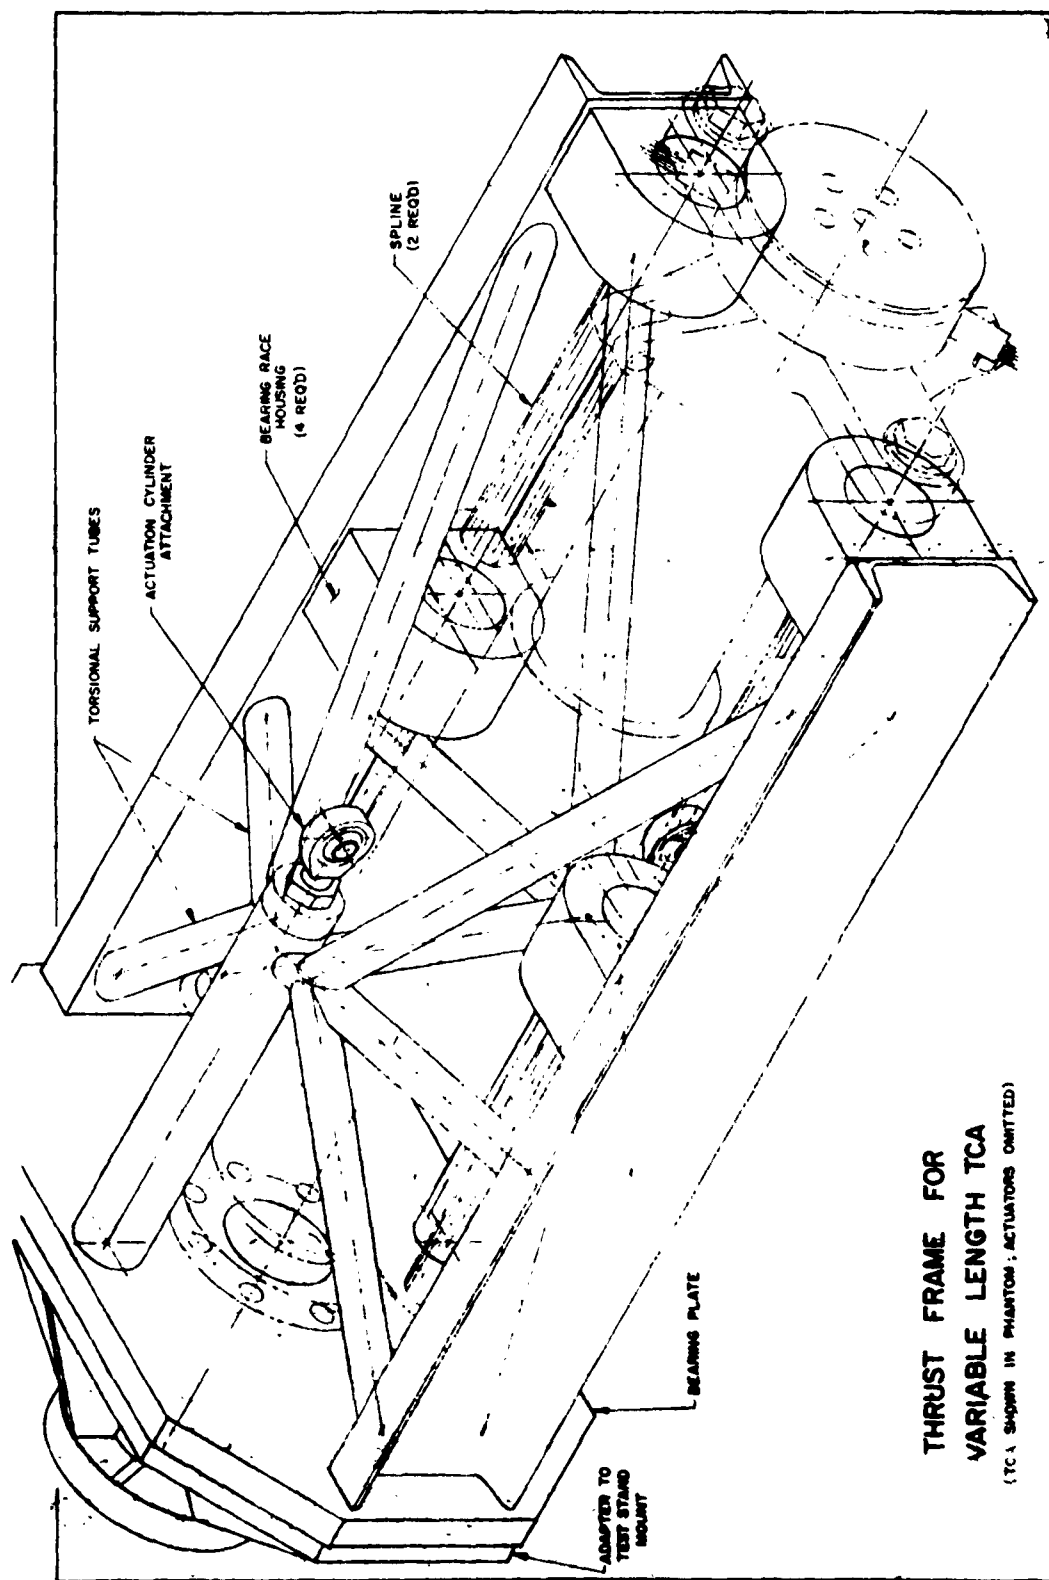 TORSIONAL SUPPORT TUBES
ACTUATION CYLINDER
ATTACHMENT
BEARING RACE
HOUSING
(4 REQ'D)
SPLINE
(2 REQ'D)
ADAPTER TO
TEST STAND
MOUNT
BEARING PLATE
THRUST FRAME FOR
VARIABLE LENGTH TCA
(TCA SHOWN IN PHANTOM; ACTUATORS OMITTED)